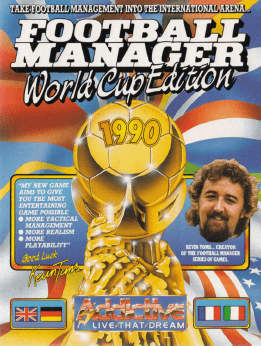 TAKE FOOTBALL MANAGEMENT INTO THE INTERNATIONAL ARENA..
FOOTBALL
MANAGER
World Cup Edition
1990
"MY NEW GAME
AIMS TO GIVE
YOU THE MOST
ENTERTAINING
GAME POSSIBLE
● MORE TACTICAL
MANAGEMENT
● MORE REALISM
● MORE
PLAYABILITY"
Good Luck
Kevin Toms
KEVIN TOMS... CREATOR
OF THE FOOTBALL MANAGER
SERIES OF GAMES.
Addictive
LIVE·THAT·DREAM